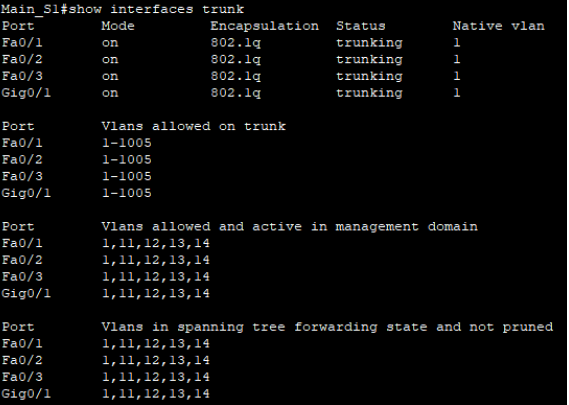 Main_S1#show interfaces trunk
Port Mode Encapsulation Status Native vlan
Fa0/1 on 802.1q trunking 1
Fa0/2 on 802.1q trunking 1
Fa0/3 on 802.1q trunking 1
Gig0/1 on 802.1q trunking 1
Port Vlans allowed on trunk
Fa0/1 1-1005
Fa0/2 1-1005
Fa0/3 1-1005
Gig0/1 1-1005
Port Vlans allowed and active in management domain
Fa0/1 1,11,12,13,14
Fa0/2 1,11,12,13,14
Fa0/3 1,11,12,13,14
Gig0/1 1,11,12,13,14
Port Vlans in spanning tree forwarding state and not pruned
Fa0/1 1,11,12,13,14
Fa0/2 1,11,12,13,14
Fa0/3 1,11,12,13,14
Gig0/1 1,11,12,13,14